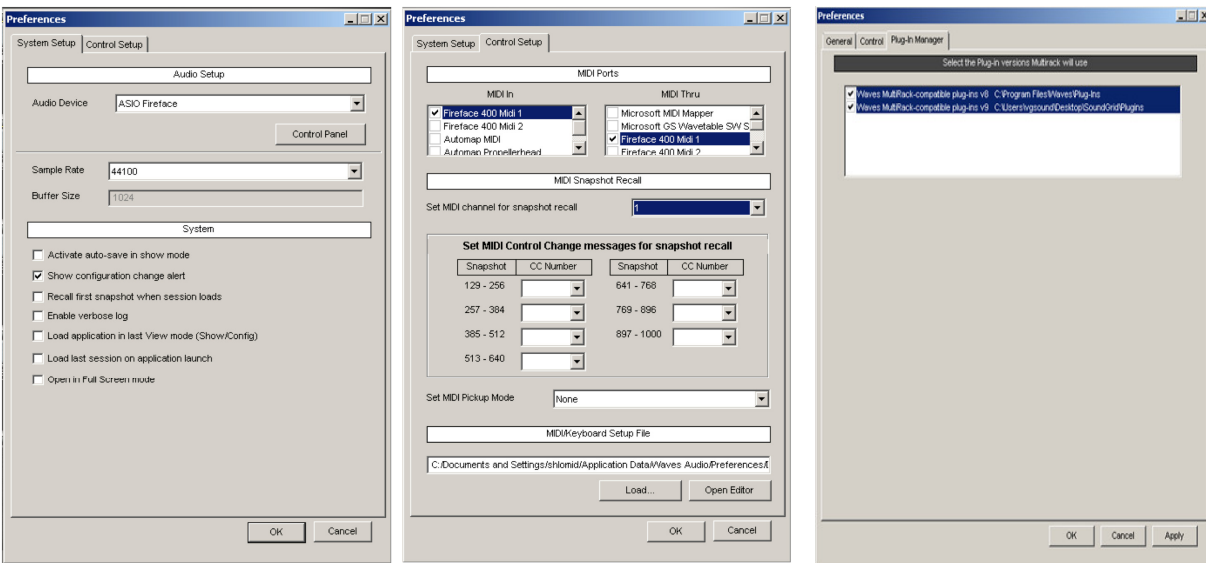 Preferences
System Setup Control Setup
Audio Setup
Audio Device ASIO Fireface
Control Panel
Sample Rate 44100
Buffer Size 1024
System
Activate auto-save in show mode
Show configuration change alert
Recall first snapshot when session loads
Enable verbose log
Load application in last View mode (Show/Config)
Load last session on application launch
Open in Full Screen mode
OK Cancel
Preferences
System Setup Control Setup
MIDI Ports
MIDI In MIDI Thru
Fireface 400 Midi 1 Microsoft MIDI Mapper
Fireface 400 Midi 2 Microsoft GS Wavetable SW S
Automap MIDI Fireface 400 Midi 1
Automap Propellerhead Fireface 400 Midi 2
MIDI Snapshot Recall
Set MIDI channel for snapshot recall 1
Set MIDI Control Change messages for snapshot recall
Snapshot CC Number Snapshot CC Number
129 - 256 641 - 768
257 - 384 769 - 896
385 - 512 897 - 1000
513 - 640
Set MIDI Pickup Mode None
MIDI/Keyboard Setup File
C:/Documents and Settings/shlomid/Application Data/Waves Audio/Preferences/
Load... Open Editor
OK Cancel
Preferences
General Control Plug-In Manager
Select the Plug-in versions Multirack will use
Waves MultiRack-compatible plug-ins v8 C:\Program Files\Waves\Plug-Ins
Waves MultiRack-compatible plug-ins v9 C:\Users\vgsound\Desktop\SoundGrid\Plugins
OK Cancel Apply